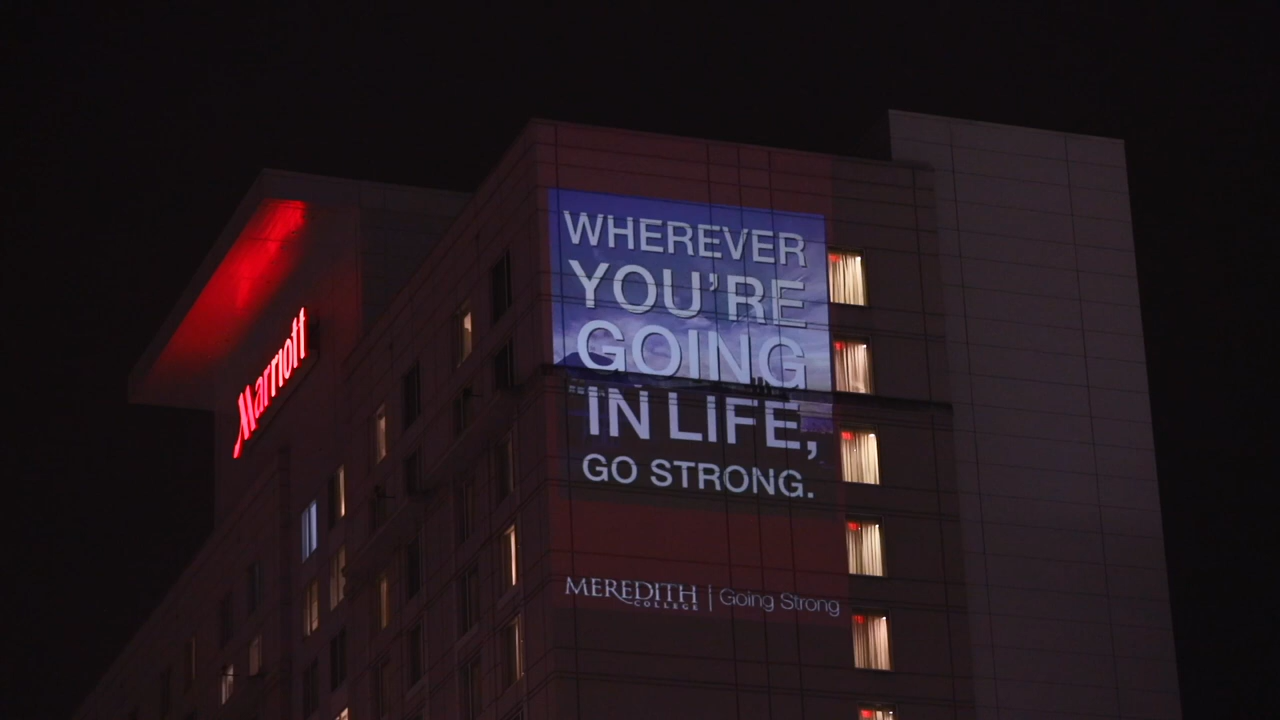 Marriott
WHEREVER
YOU'RE
GOING
IN LIFE,
GO STRONG.
MEREDITH COLLEGE | Going Strong